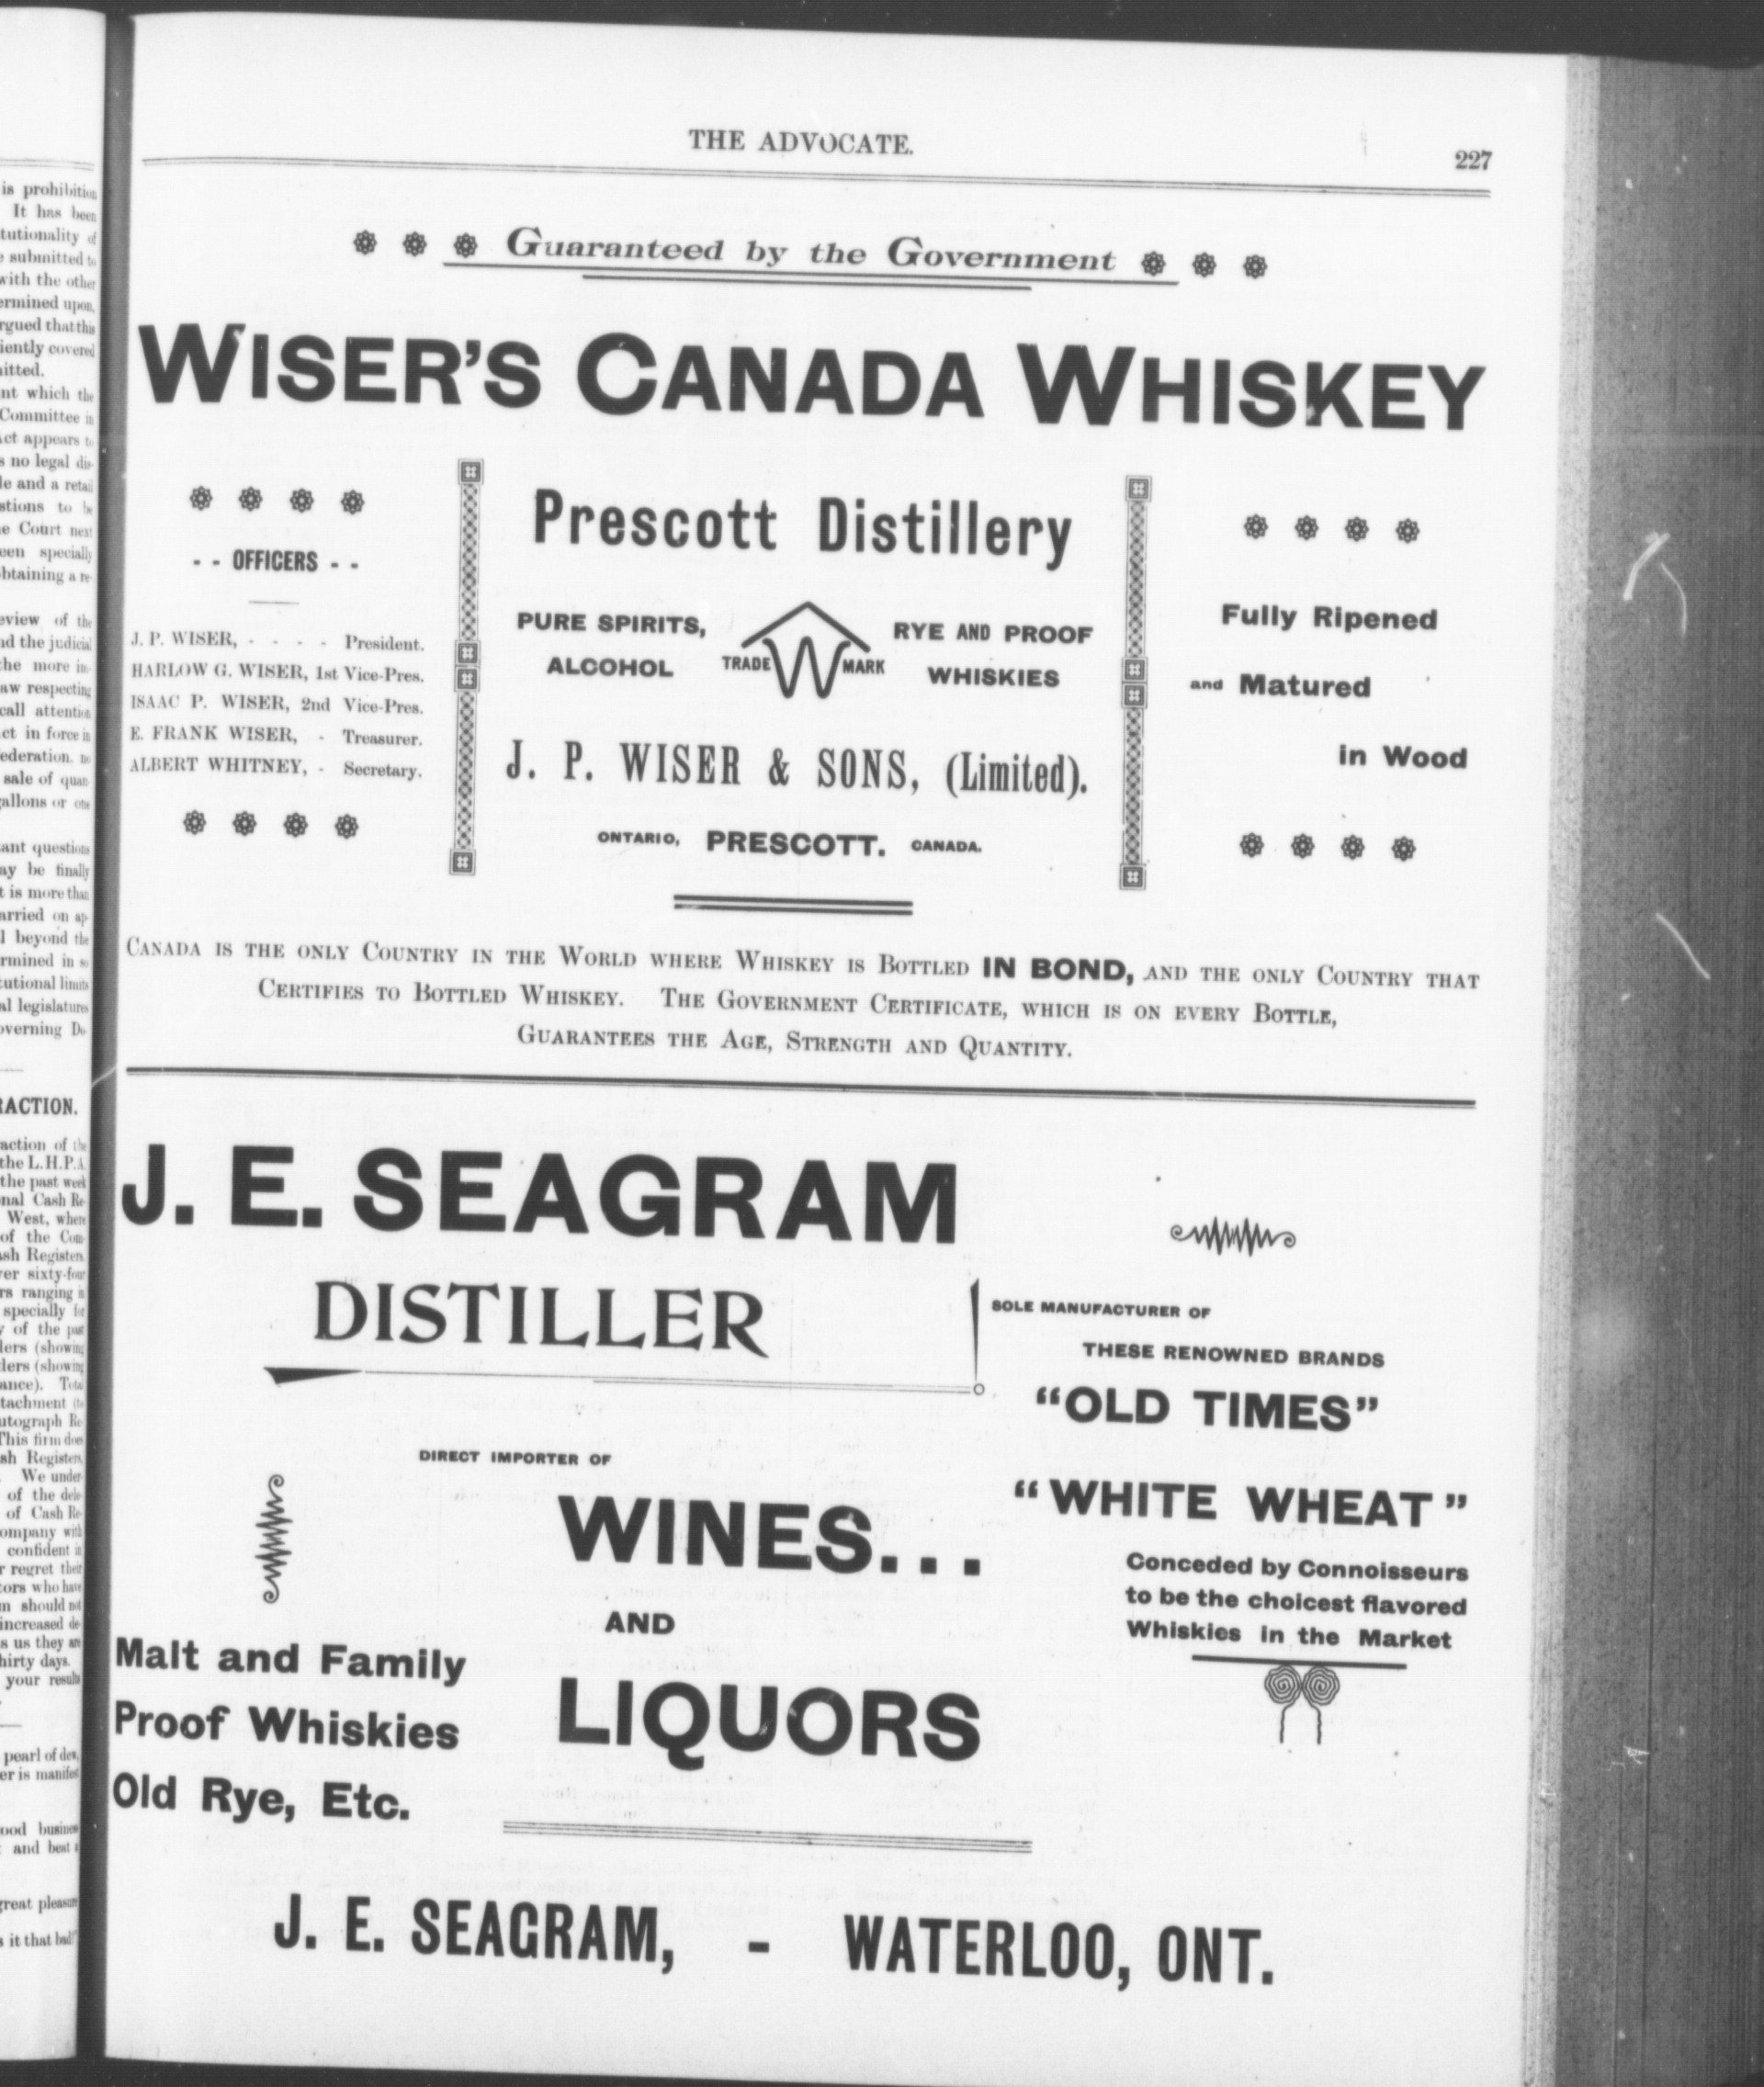 THE ADVOCATE.
227
Guaranteed by the Government
WISER'S CANADA WHISKEY
- - OFFICERS - -
J. P. WISER, - - - - President.
HARLOW G. WISER, 1st Vice-Pres.
ISAAC P. WISER, 2nd Vice-Pres.
E. FRANK WISER, - Treasurer.
ALBERT WHITNEY, - Secretary.
Prescott Distillery
PURE SPIRITS,
ALCOHOL
TRADE W MARK
RYE AND PROOF
WHISKIES
J. P. WISER & SONS, (Limited).
ONTARIO, PRESCOTT. CANADA.
Fully Ripened
and Matured
in Wood
CANADA IS THE ONLY COUNTRY IN THE WORLD WHERE WHISKEY IS BOTTLED IN BOND, AND THE ONLY COUNTRY THAT
CERTIFIES TO BOTTLED WHISKEY. THE GOVERNMENT CERTIFICATE, WHICH IS ON EVERY BOTTLE,
GUARANTEES THE AGE, STRENGTH AND QUANTITY.
J. E. SEAGRAM
DISTILLER
DIRECT IMPORTER OF
WINES...
AND
LIQUORS
Malt and Family
Proof Whiskies
Old Rye, Etc.
SOLE MANUFACTURER OF
THESE RENOWNED BRANDS
"OLD TIMES"
"WHITE WHEAT"
Conceded by Connoisseurs
to be the choicest flavored
Whiskies in the Market
J. E. SEAGRAM, - WATERLOO, ONT.